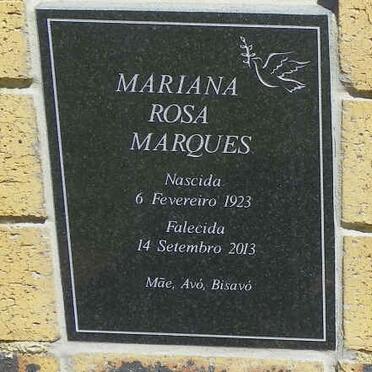 MARIANA
ROSA
MARQUES
Nascida
6 Fevereiro 1923
Falecida
14 Setembro 2013
Mãe, Avó, Bisavó